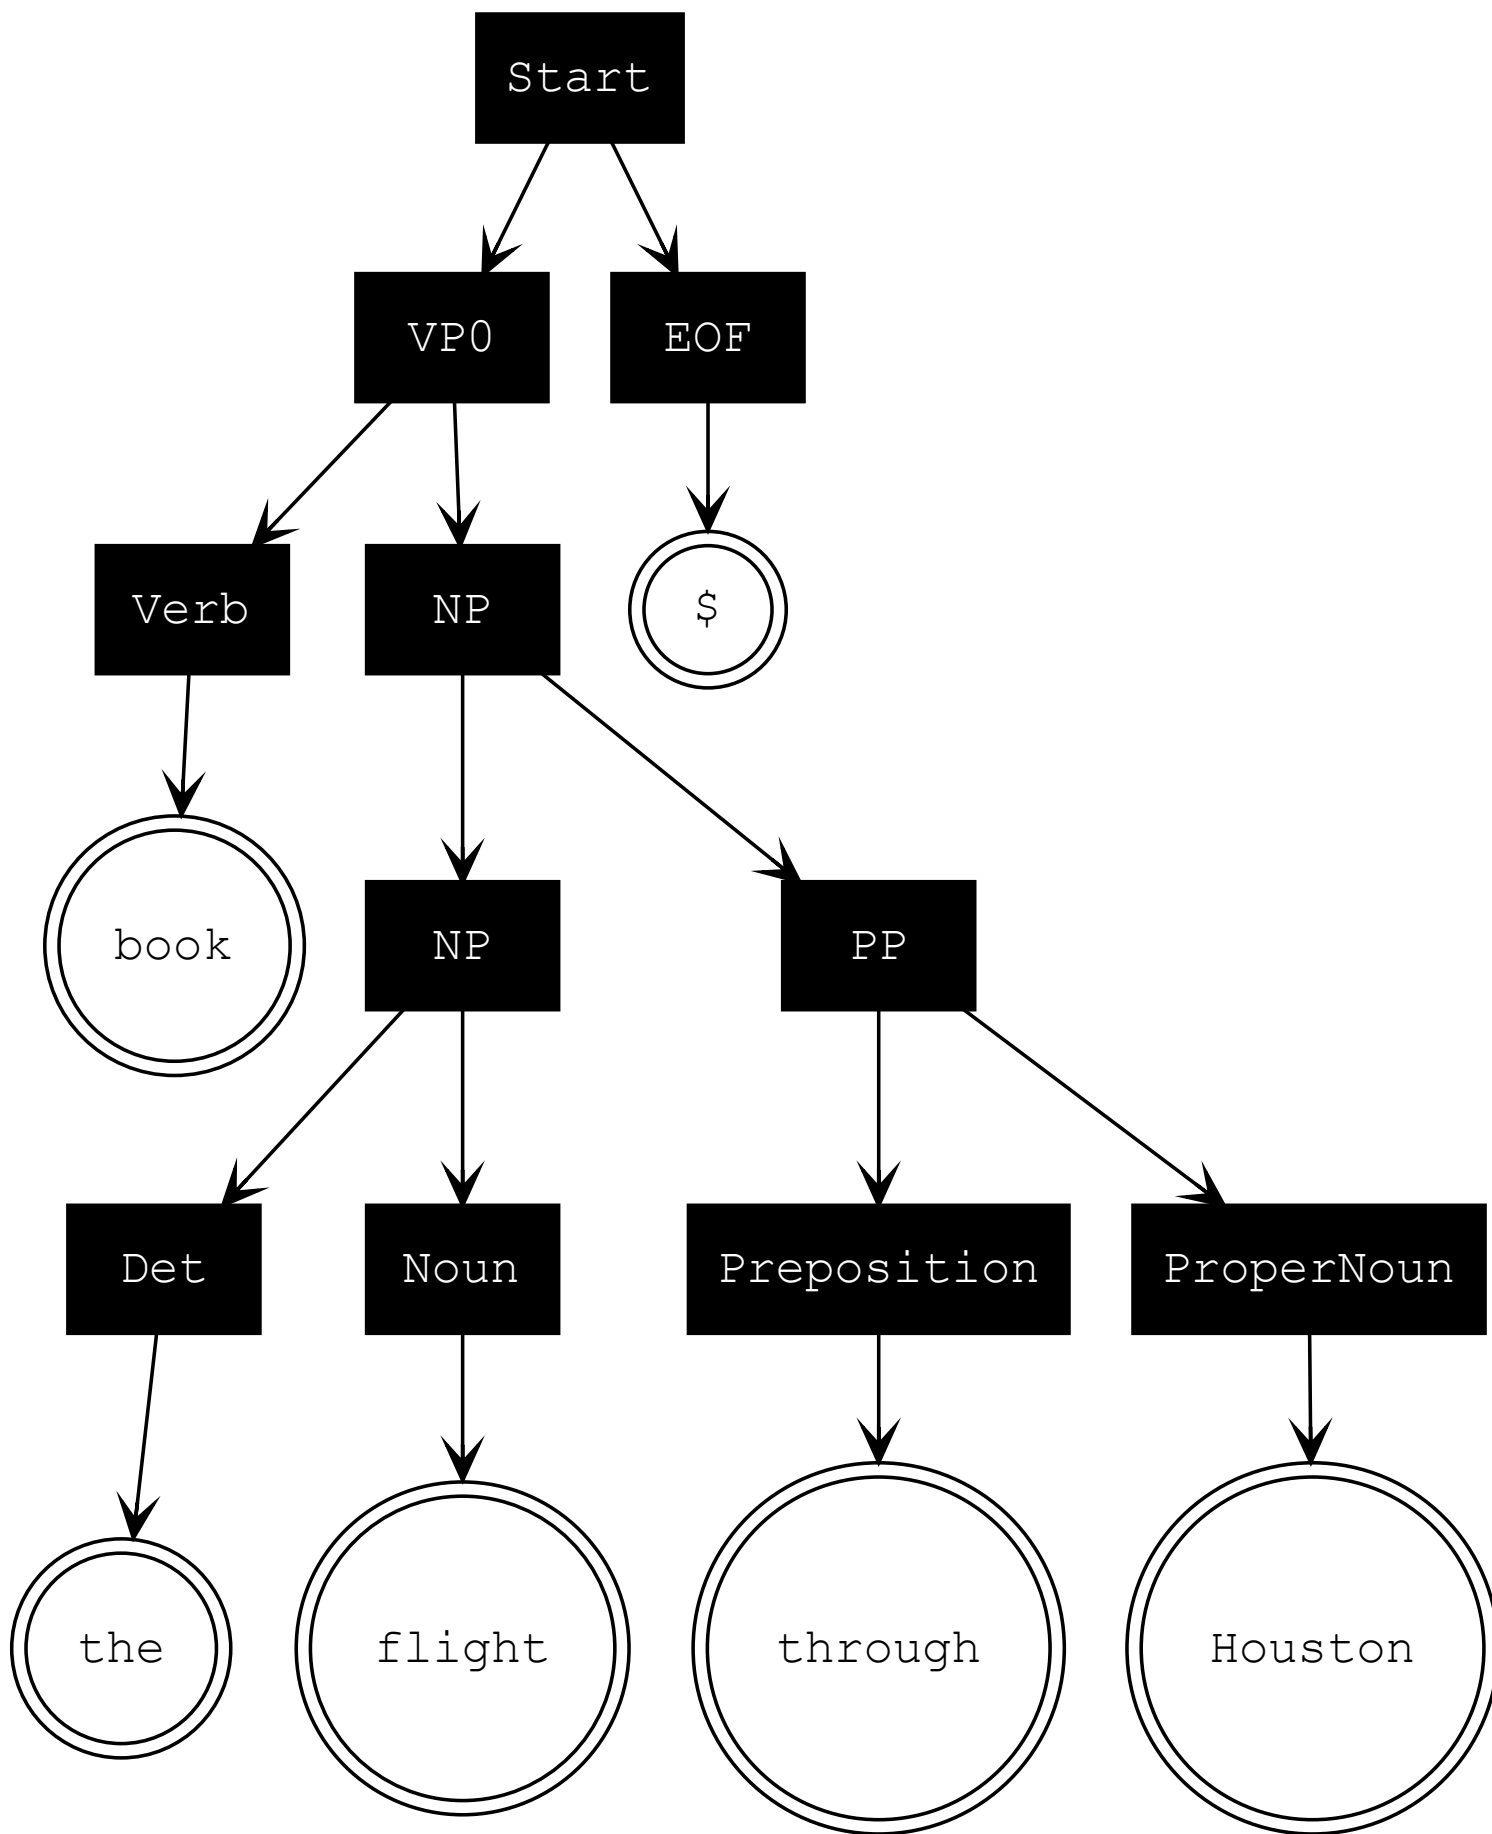 Start
VP0 EOF
Verb NP $
book NP PP
Det Noun Preposition ProperNoun
the flight through Houston